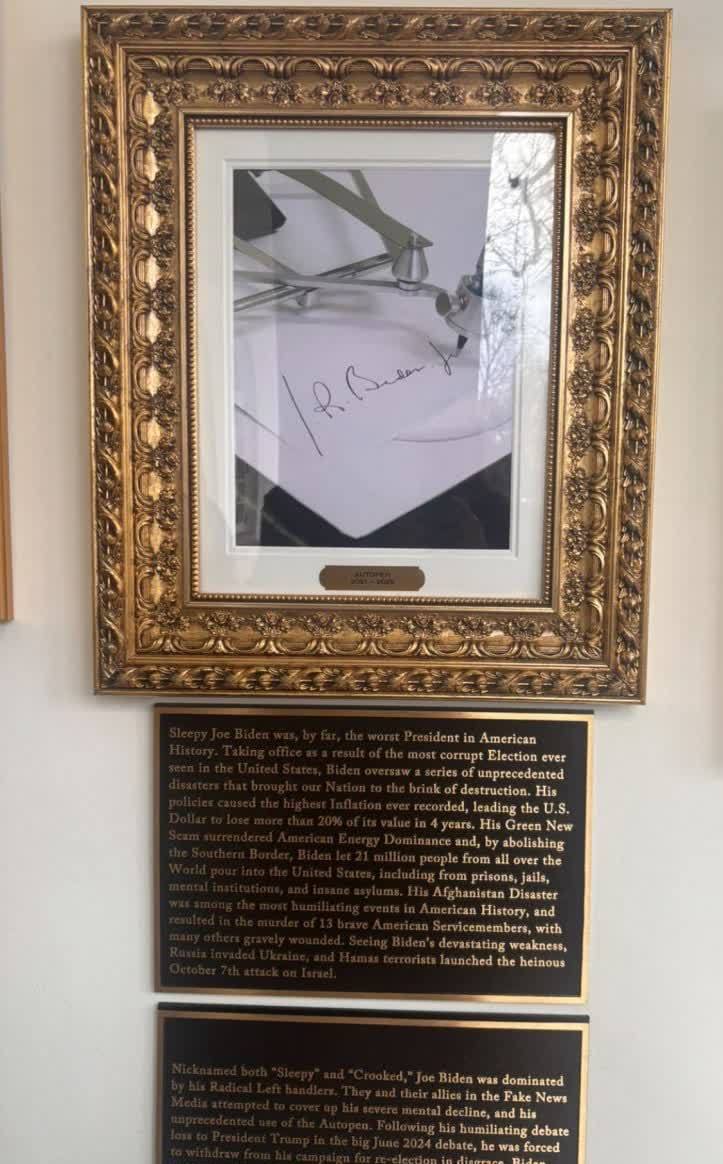 R. Biden Jr
AUTOPEN
2021 - 2025
Sleepy Joe Biden was, by far, the worst President in American
History. Taking office as a result of the most corrupt Election ever
seen in the United States, Biden oversaw a series of unprecedented
disasters that brought our Nation to the brink of destruction. His
policies caused the highest Inflation ever recorded, leading the U.S.
Dollar to lose more than 20% of its value in 4 years. His Green New
Scam surrendered American Energy Dominance and, by abolishing
the Southern Border, Biden let 21 million people from all over the
World pour into the United States, including from prisons, jails,
mental institutions, and insane asylums. His Afghanistan Disaster
was among the most humiliating events in American History, and
resulted in the murder of 13 brave American Servicemembers, with
many others gravely wounded. Seeing Biden's devastating weakness,
Russia invaded Ukraine, and Hamas terrorists launched the heinous
October 7th attack on Israel.
Nicknamed both "Sleepy" and "Crooked," Joe Biden was dominated
by his Radical Left handlers. They and their allies in the Fake News
Media attempted to cover up his severe mental decline, and his
unprecedented use of the Autopen. Following his humiliating debate
loss to President Trump in the big June 2024 debate, he was forced
to withdraw from his campaign for re-election in disgrace. Biden